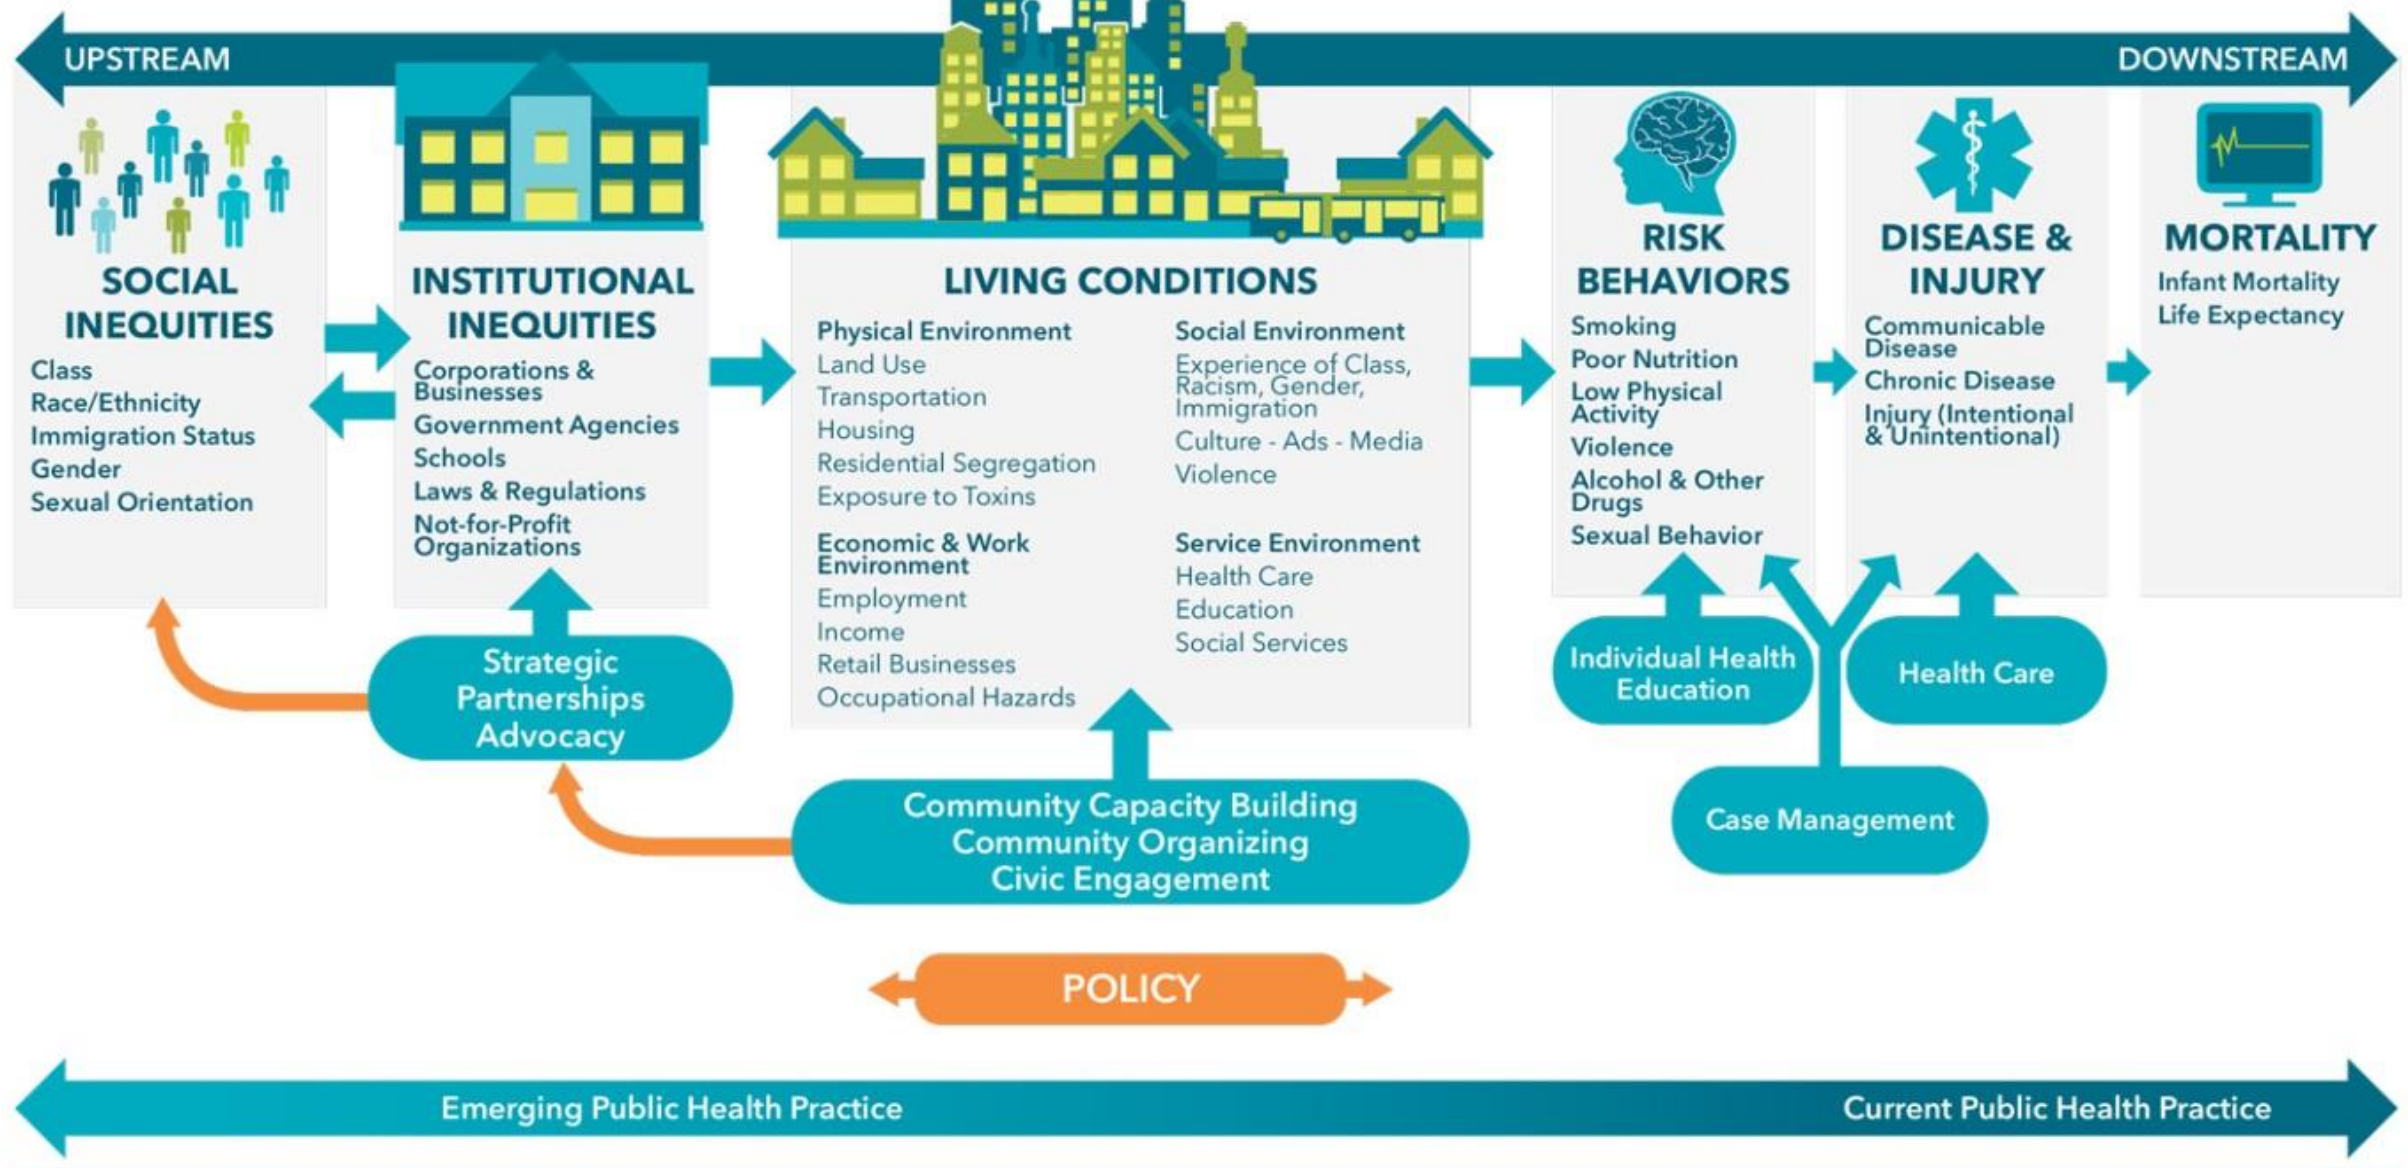 UPSTREAM
DOWNSTREAM
SOCIAL
INEQUITIES
Class
Race/Ethnicity
Immigration Status
Gender
Sexual Orientation
INSTITUTIONAL
INEQUITIES
Corporations &
Businesses
Government Agencies
Schools
Laws & Regulations
Not-for-Profit
Organizations
LIVING CONDITIONS
Physical Environment
Land Use
Transportation
Housing
Residential Segregation
Exposure to Toxins
Economic & Work
Environment
Employment
Income
Retail Businesses
Occupational Hazards
Social Environment
Experience of Class,
Racism, Gender,
Immigration
Culture - Ads - Media
Violence
Service Environment
Health Care
Education
Social Services
RISK
BEHAVIORS
Smoking
Poor Nutrition
Low Physical
Activity
Violence
Alcohol & Other
Drugs
Sexual Behavior
DISEASE &
INJURY
Communicable
Disease
Chronic Disease
Injury (Intentional
& Unintentional)
MORTALITY
Infant Mortality
Life Expectancy
Strategic
Partnerships
Advocacy
Community Capacity Building
Community Organizing
Civic Engagement
Individual Health
Education
Health Care
Case Management
POLICY
Emerging Public Health Practice
Current Public Health Practice